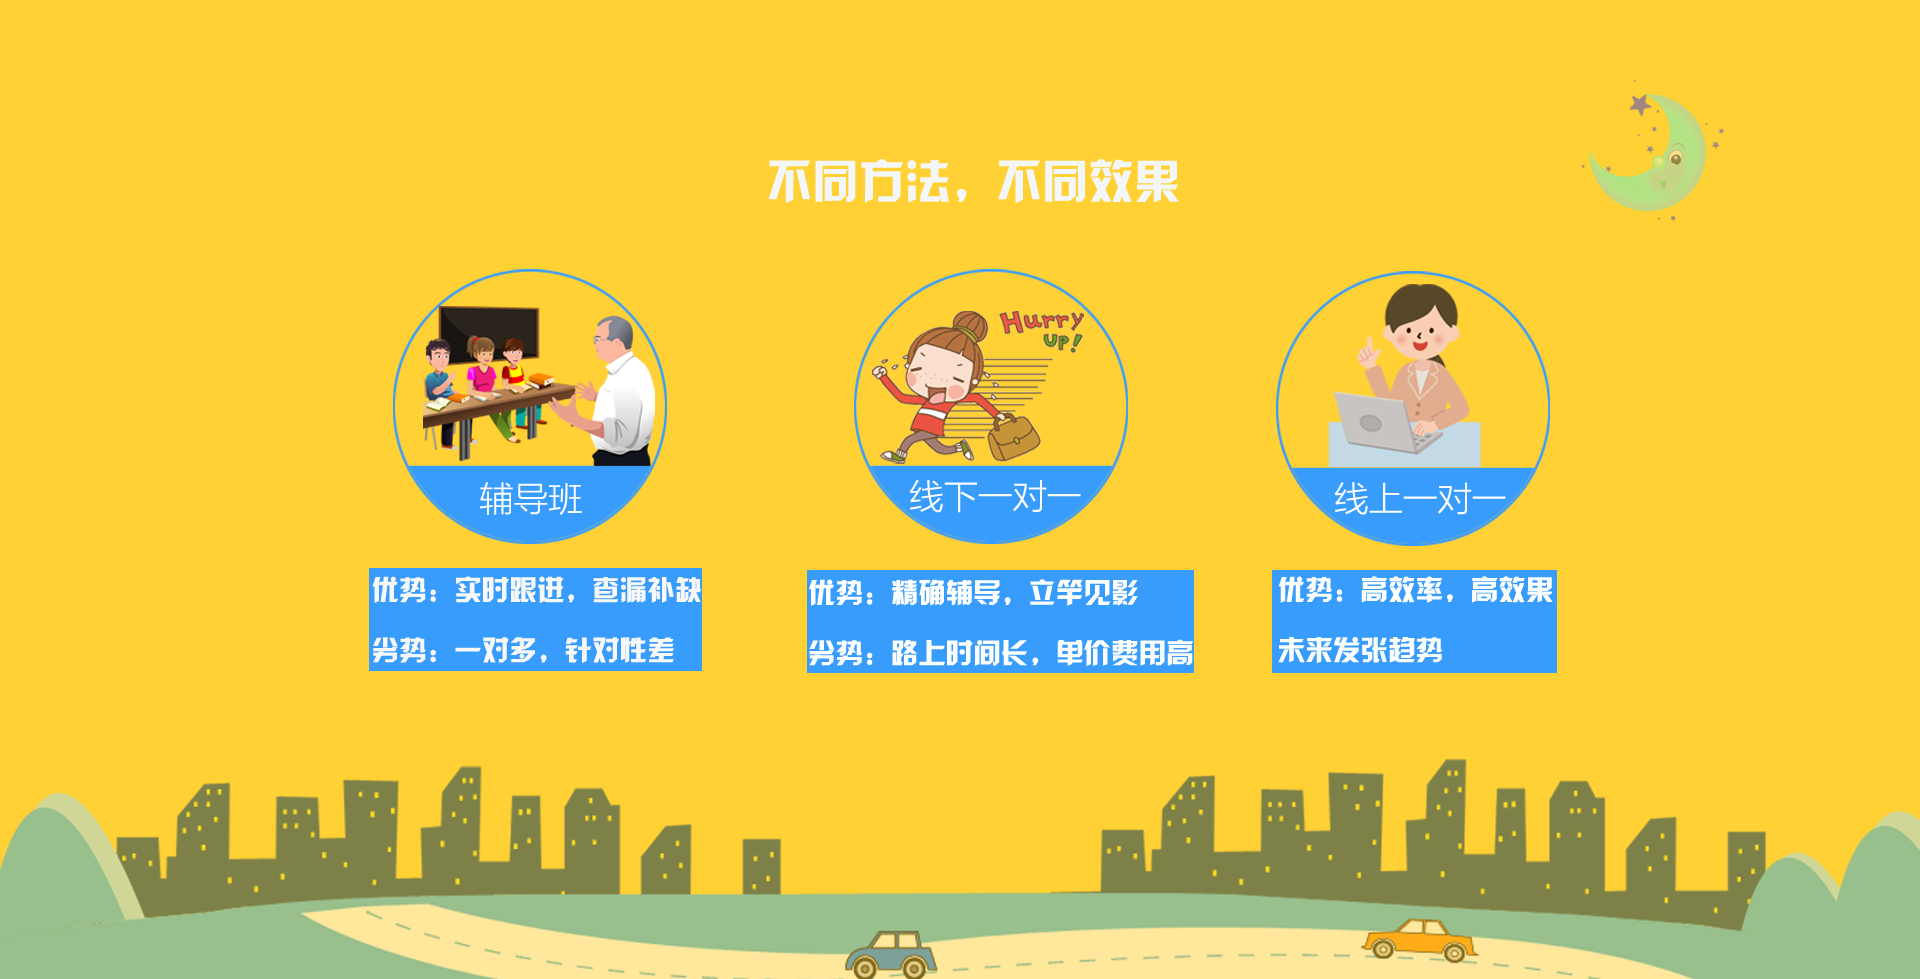 不同方法，不同效果
Hurry
UP!
辅导班
线下一对一
线上一对一
优势：实时跟进，查漏补缺
劣势：一对多，针对性差
优势：精确辅导，立竿见影
劣势：路上时间长，单价费用高
优势：高效率，高效果
未来发张趋势